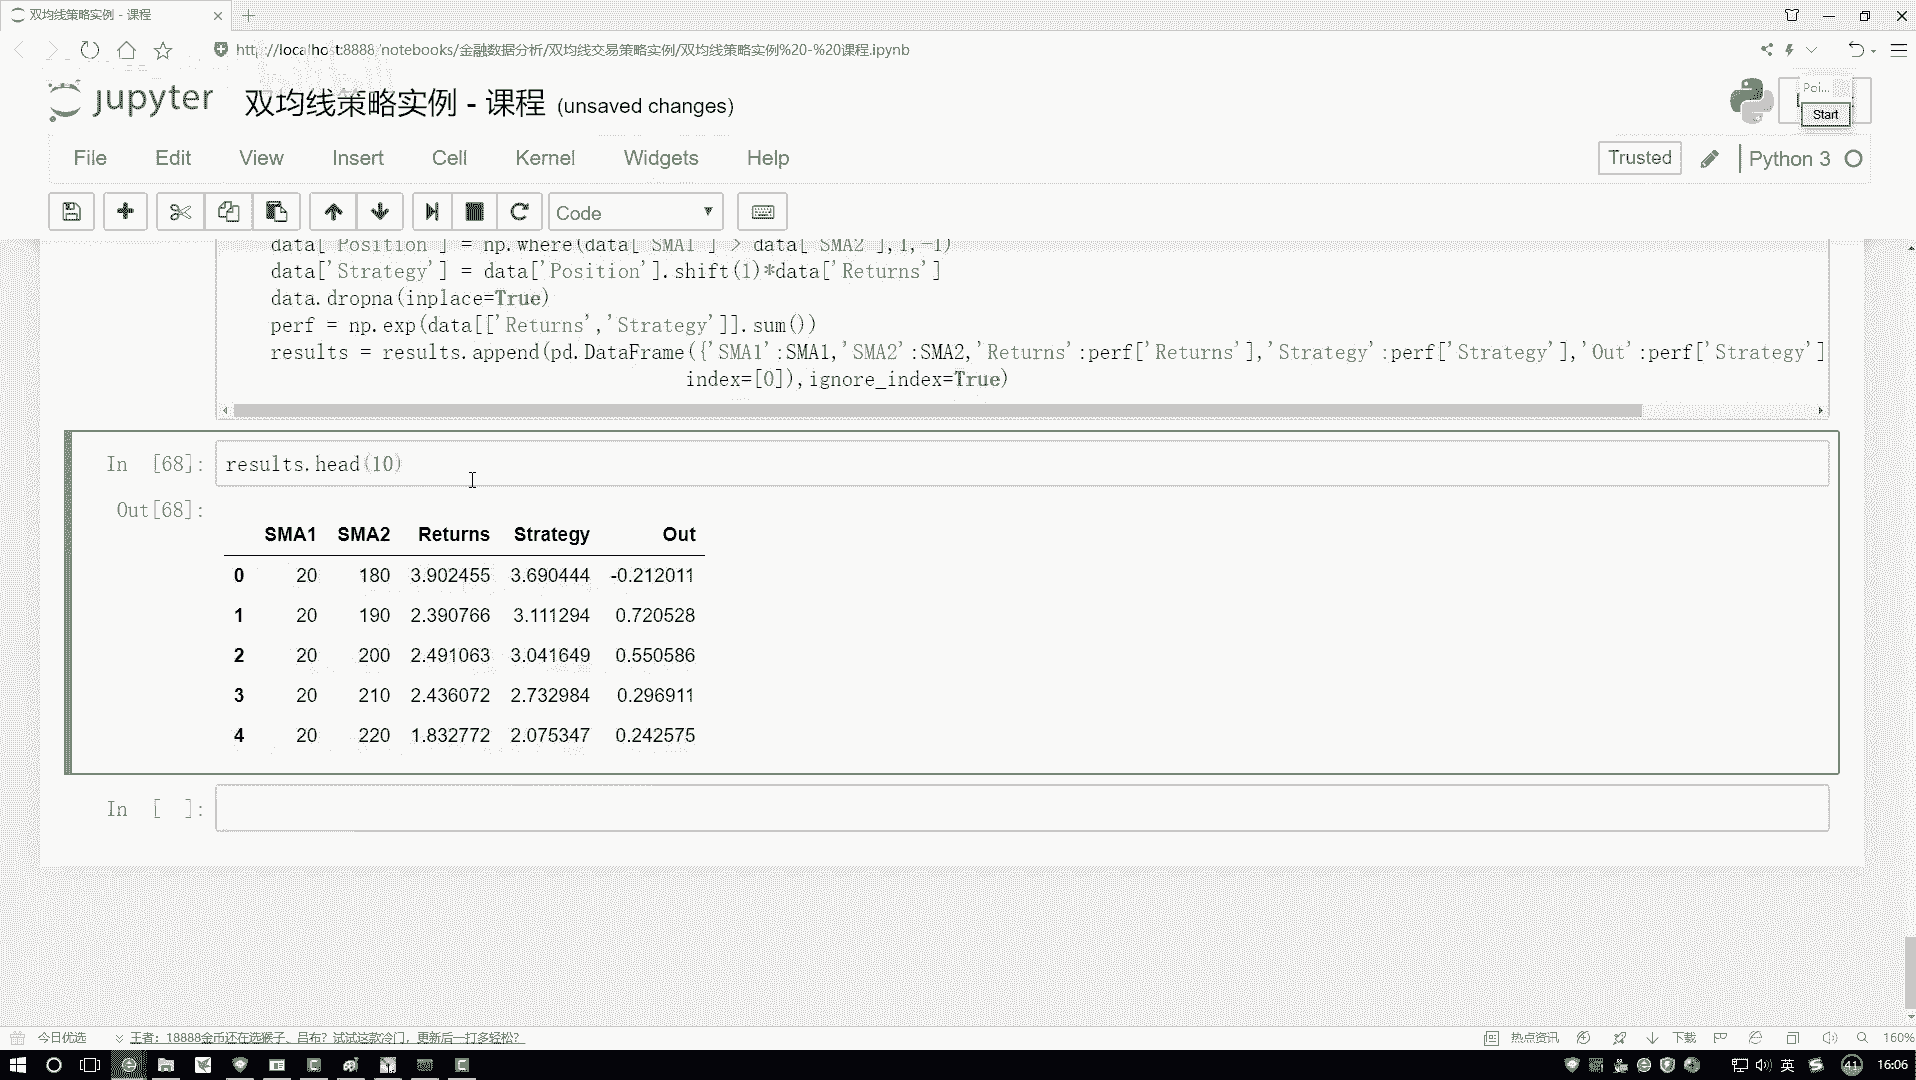 双均线策略实例 - 课程
http://localhost:8888/notebooks/金融数据分析/双均线交易策略实例/双均线策略实例%20-%20课程.ipynb
jupyter 双均线策略实例 - 课程 (unsaved changes)
Poi...
Start
File Edit View Insert Cell Kernel Widgets Help
Trusted Python 3
Code
data['Position'] = np.where(data['SMA1'] > data['SMA2'],1,-1)
data['Strategy'] = data['Position'].shift(1)*data['Returns']
data.dropna(inplace=True)
perf = np.exp(data[['Returns','Strategy']].sum())
results = results.append(pd.DataFrame({'SMA1':SMA1,'SMA2':SMA2,'Returns':perf['Returns'],'Strategy':perf['Strategy'],'Out':perf['Strategy']
index=[0]),ignore_index=True)
In [68]: results.head(10)
Out[68]:
SMA1 SMA2 Returns Strategy Out
0 20 180 3.902455 3.690444 -0.212011
1 20 190 2.390766 3.111294 0.720528
2 20 200 2.491063 3.041649 0.550586
3 20 210 2.436072 2.732984 0.296911
4 20 220 1.832772 2.075347 0.242575
In [ ]:
今日优选 王者：18888金币还在选猴子、吕布？试试这款冷门，更新后一打多轻松！ 热点资讯 下载 160%
英 41 16:06